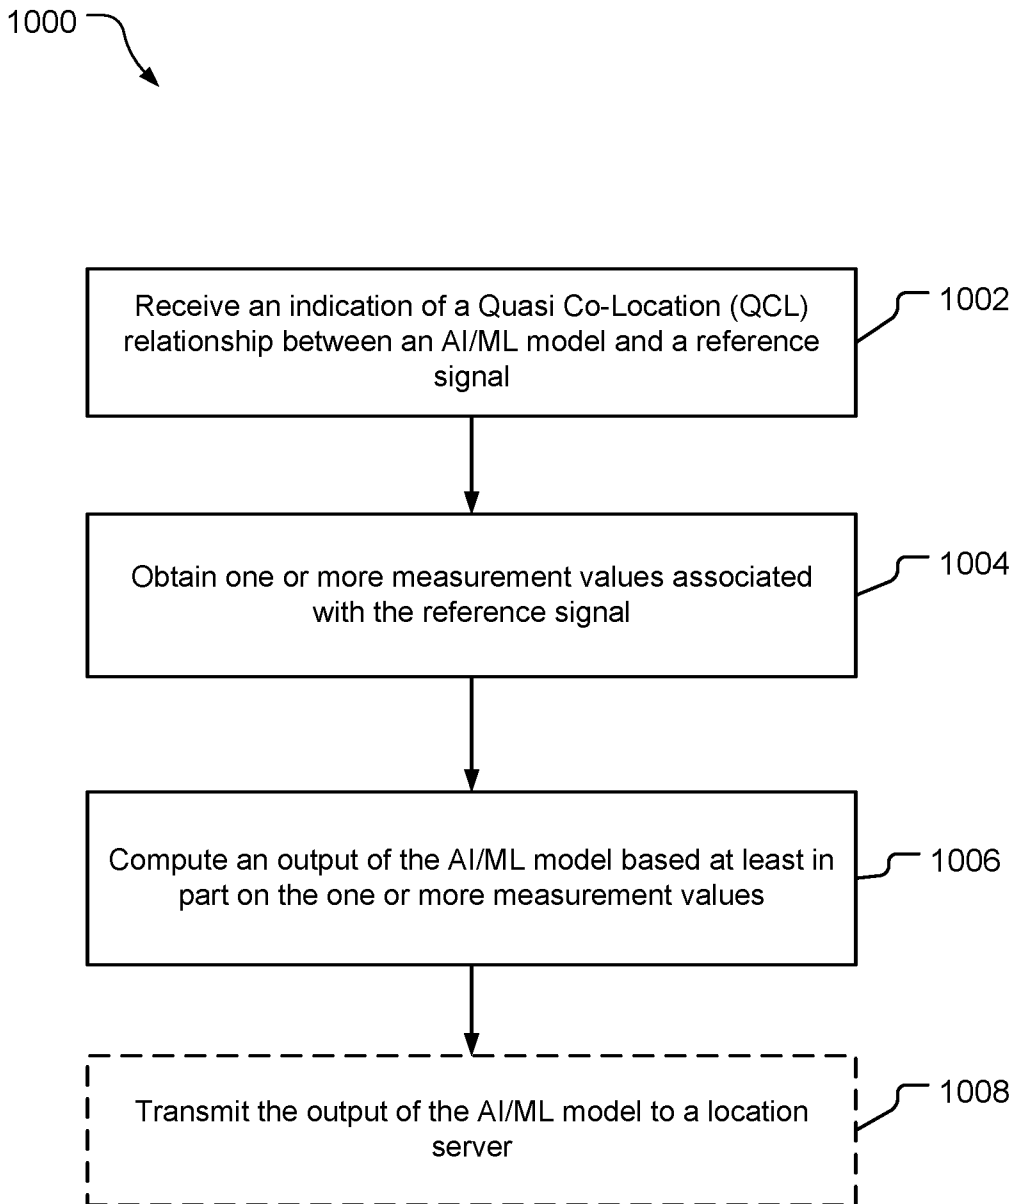 1000
Receive an indication of a Quasi Co-Location (QCL)
relationship between an AI/ML model and a reference
signal
1002
Obtain one or more measurement values associated
with the reference signal
1004
Compute an output of the AI/ML model based at least in
part on the one or more measurement values
1006
Transmit the output of the AI/ML model to a location
server
1008